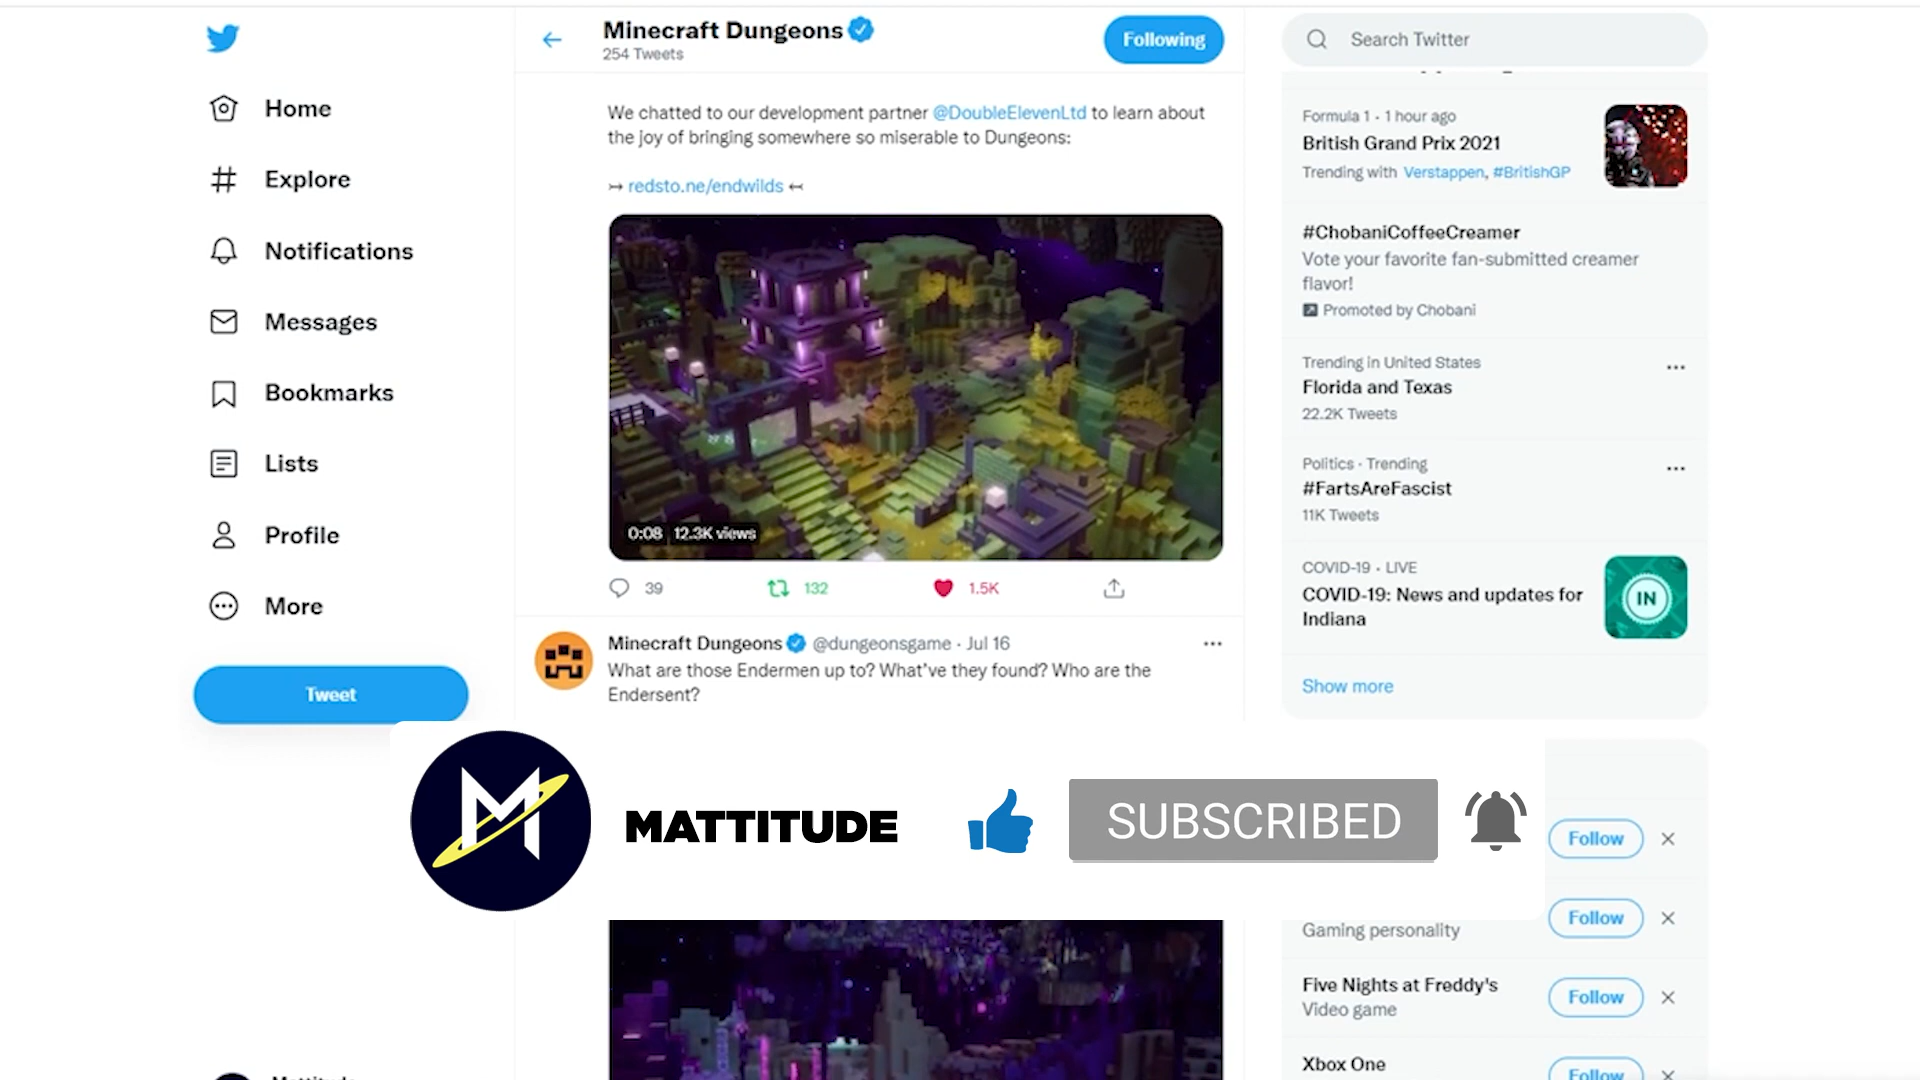 Minecraft Dungeons
254 Tweets
Following
Search Twitter
Home
Explore
Notifications
Messages
Bookmarks
Lists
Profile
More
Tweet
We chatted to our development partner @DoubleElevenLtd to learn about
the joy of bringing somewhere so miserable to Dungeons:
↣ redsto.ne/endwilds ↢
0:08 12.3K views
39
132
1.5K
Minecraft Dungeons @dungeonsgame · Jul 16
What are those Endermen up to? What've they found? Who are the
Endersent?
Formula 1 · 1 hour ago
British Grand Prix 2021
Trending with Verstappen, #BritishGP
#ChobaniCoffeeCreamer
Vote your favorite fan-submitted creamer
flavor!
Promoted by Chobani
Trending in United States
Florida and Texas
22.2K Tweets
Politics · Trending
#FartsAreFascist
11K Tweets
COVID-19 · LIVE
COVID-19: News and updates for
Indiana
IN
Show more
M
MATTITUDE
SUBSCRIBED
Follow
Gaming personality
Follow
Five Nights at Freddy's
Video game
Follow
Xbox One
Follow
Mattitude